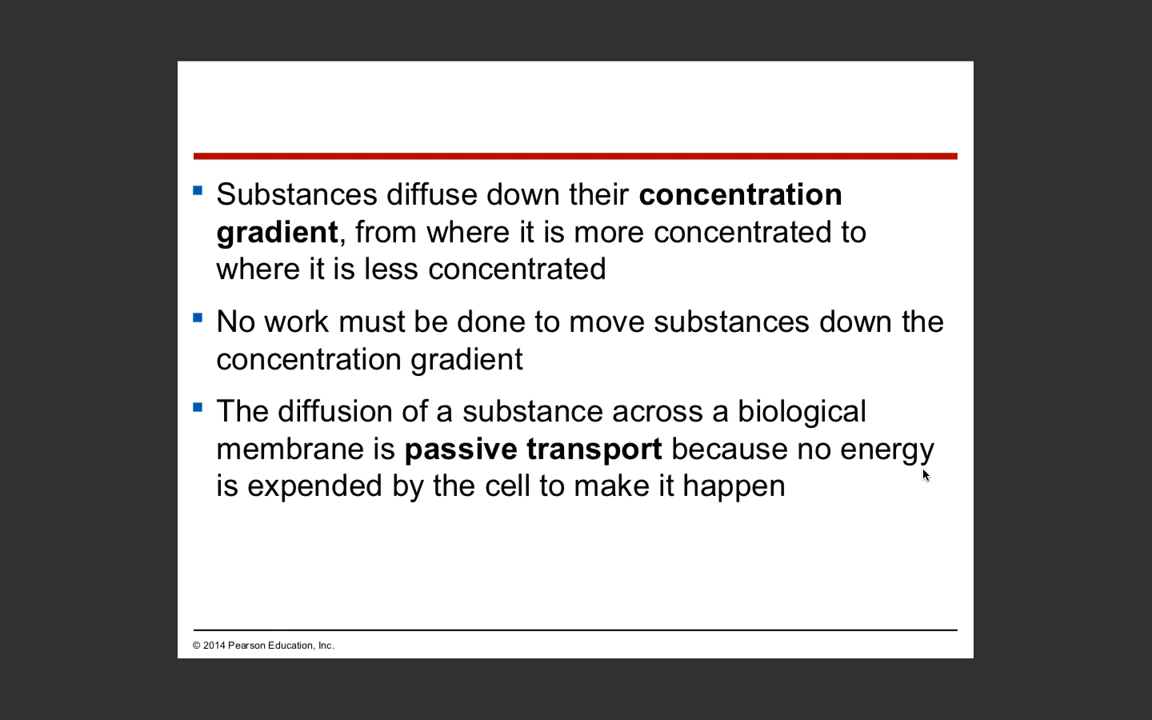 Substances diffuse down their concentration
gradient, from where it is more concentrated to
where it is less concentrated
No work must be done to move substances down the
concentration gradient
The diffusion of a substance across a biological
membrane is passive transport because no energy
is expended by the cell to make it happen
© 2014 Pearson Education, Inc.